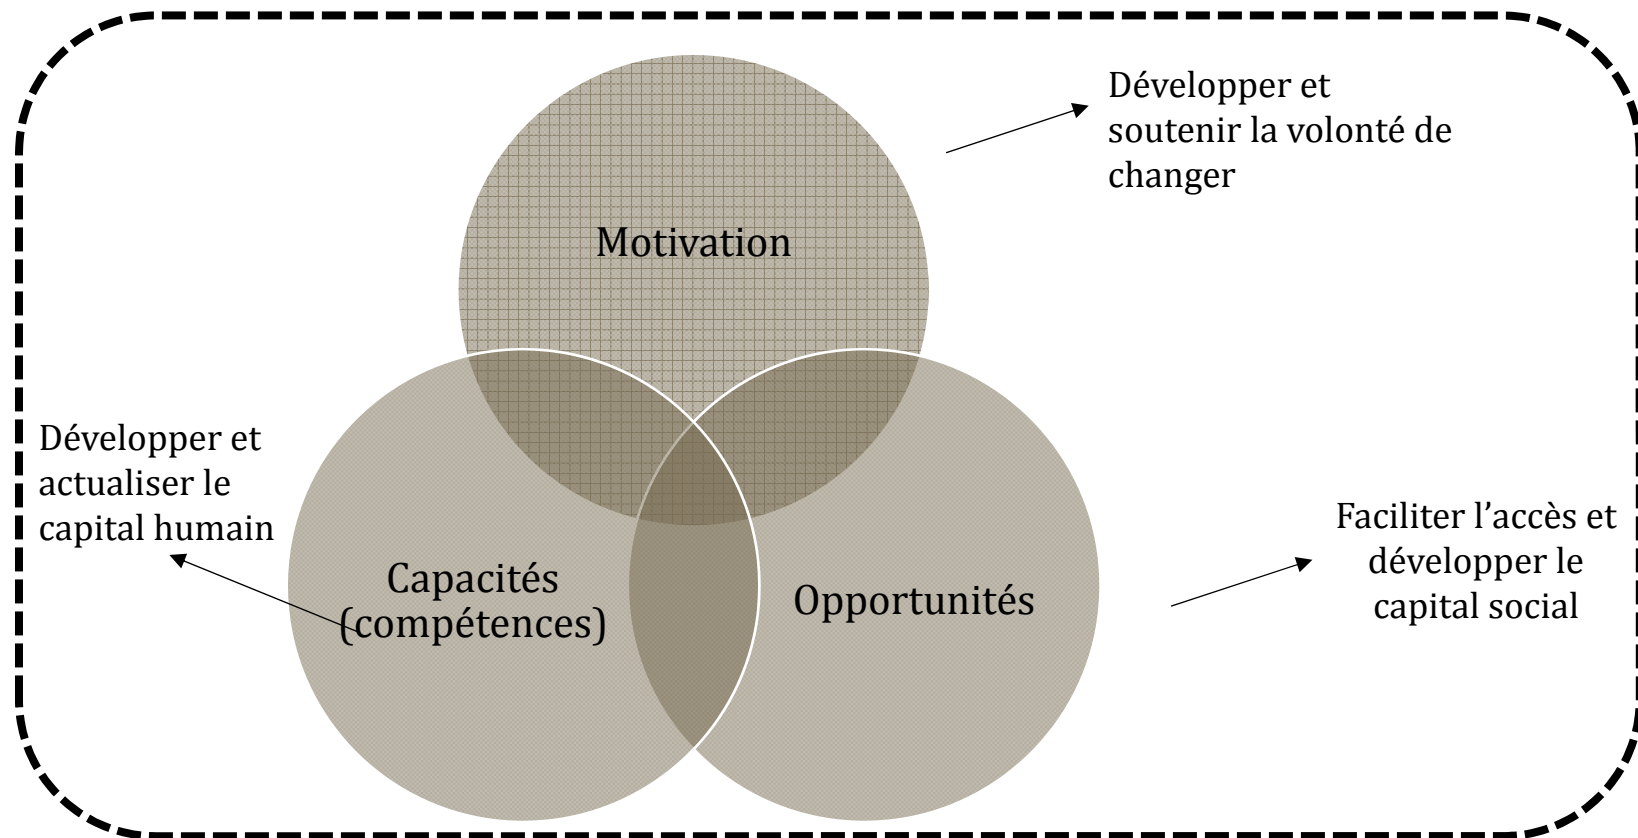 Développer et
soutenir la volonté de
changer
Motivation
Développer et
actualiser le
capital humain
Capacités
(compétences)
Opportunités
Faciliter l’accès et
développer le
capital social